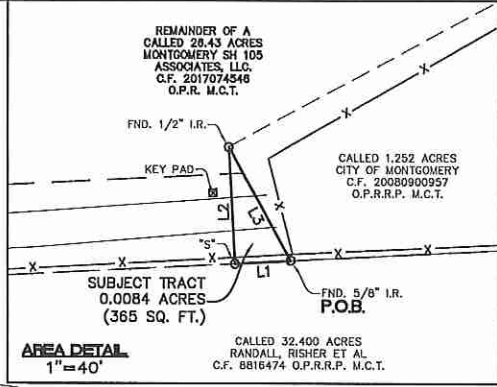 REMAINDER OF A
CALLED 26.43 ACRES
MONTGOMERY SH 105
ASSOCIATES, LLC.
C.F. 2017074546
O.P.R. M.C.T.
FND. 1/2" I.R.
KEY PAD
CALLED 1.252 ACRES
CITY OF MONTGOMERY
C.F. 20080900957
O.P.R.R.P. M.C.T.
X
X
X
L2
L3
"S"
L1
X
X
X
X
X
SUBJECT TRACT
0.0084 ACRES
(365 SQ. FT.)
FND. 5/8" I.R.
P.O.B.
AREA DETAIL
1"=40'
CALLED 32.400 ACRES
RANDALL, RISHER ET AL
C.F. 8816474 O.P.R.R.P. M.C.T.